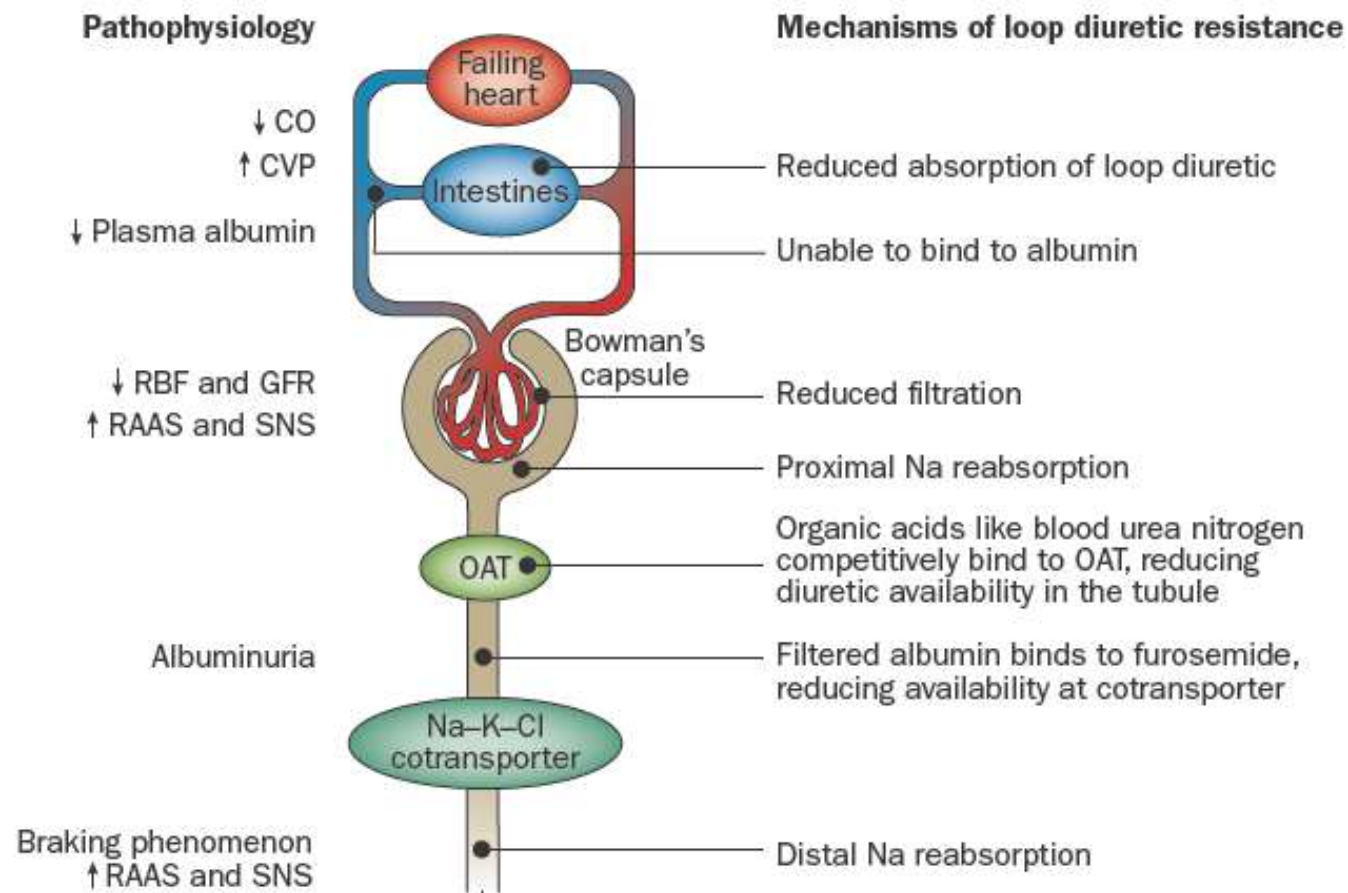 Pathophysiology
Mechanisms of loop diuretic resistance
Failing
heart
↓ CO
↑ CVP
Intestines
Reduced absorption of loop diuretic
↓ Plasma albumin
Unable to bind to albumin
Bowman's
capsule
↓ RBF and GFR
↑ RAAS and SNS
Reduced filtration
Proximal Na reabsorption
OAT
Organic acids like blood urea nitrogen
competitively bind to OAT, reducing
diuretic availability in the tubule
Albuminuria
Filtered albumin binds to furosemide,
reducing availability at cotransporter
Na–K–Cl
cotransporter
Braking phenomenon
↑ RAAS and SNS
Distal Na reabsorption